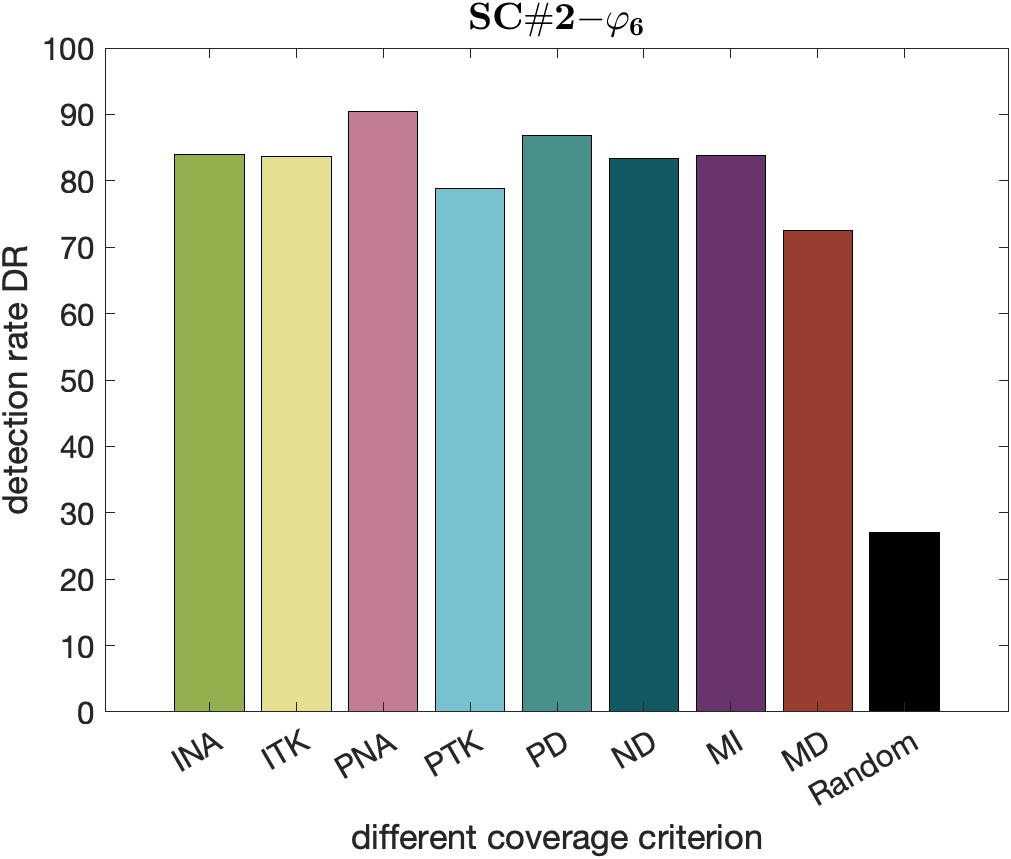 SC#2−φ6
100
90
80
70
60
50
40
30
20
10
0
detection rate DR
INA
ITK
PNA
PTK
PD
ND
MI
MD
Random
different coverage criterion